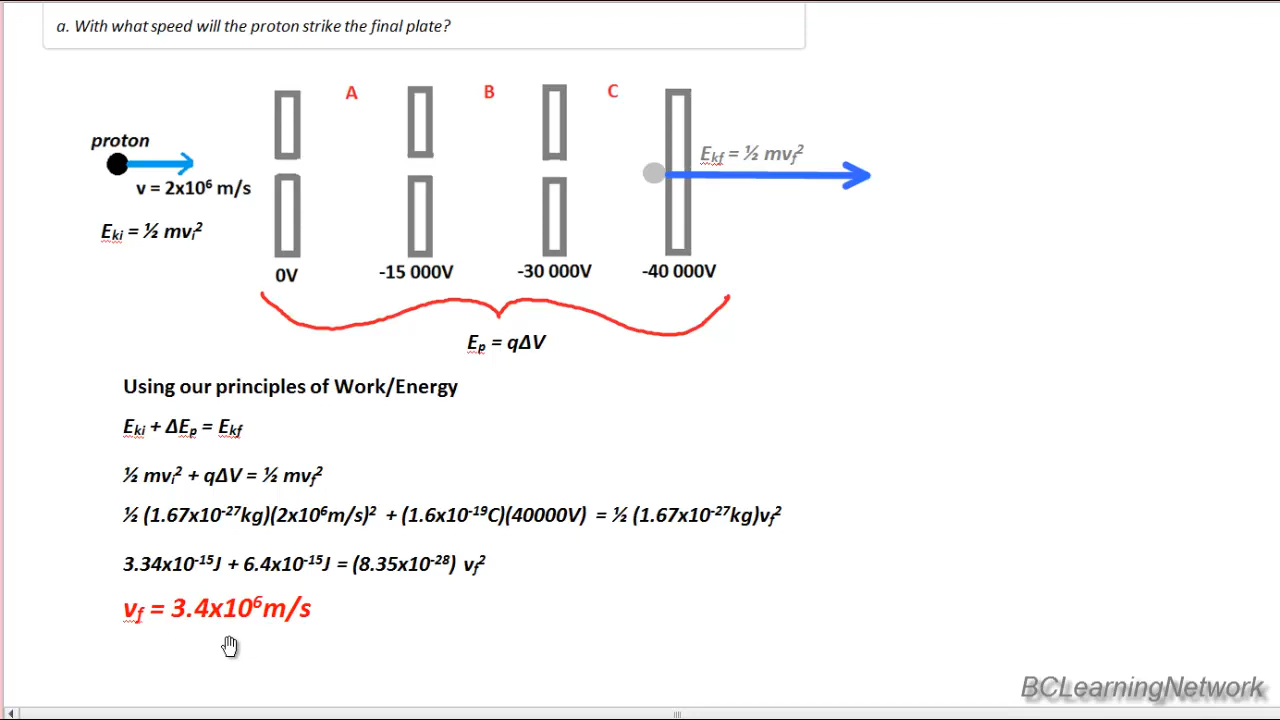 a. With what speed will the proton strike the final plate?
A B C
proton
v = 2x10⁶ m/s
Eₖᵢ = ½ mvᵢ²
Eₖf = ½ mvf²
0V -15 000V -30 000V -40 000V
Eₚ = qΔV
Using our principles of Work/Energy
Eₖᵢ + ΔEₚ = Eₖf
½ mvᵢ² + qΔV = ½ mvf²
½ (1.67x10⁻²⁷kg)(2x10⁶m/s)² + (1.6x10⁻¹⁹C)(40000V) = ½ (1.67x10⁻²⁷kg)vf²
3.34x10⁻¹⁵J + 6.4x10⁻¹⁵J = (8.35x10⁻²⁸) vf²
vf = 3.4x10⁶m/s
BCLearningNetwork